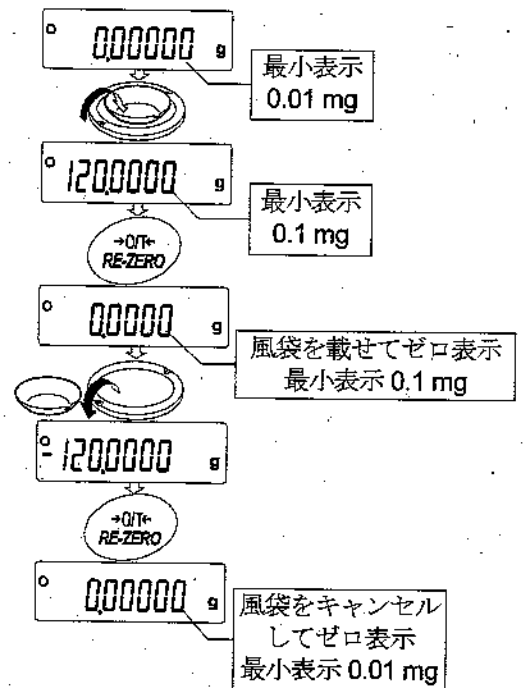 0.00000 g
最小表示
0.01 mg
120.0000 g
最小表示
0.1 mg
→0/T←
RE-ZERO
0.0000 g
風袋を載せてゼロ表示
最小表示 0.1 mg
-120.0000 g
→0/T←
RE-ZERO
0.00000 g
風袋をキャンセル
してゼロ表示
最小表示 0.01 mg